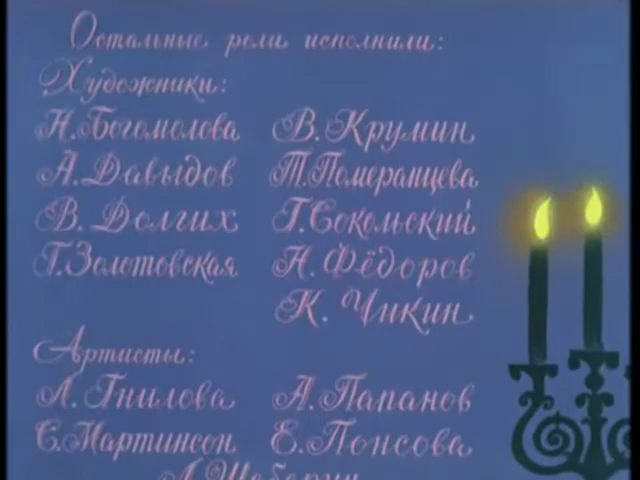 Остальные роли исполнили:
Художники:
Н. Богомолова В. Крумин
А. Давыдов Т. Померанцева
В. Долгих Г. Сокольский
Г. Золотовская Н. Фёдоров
К. Чикин
Артисты:
Л. Гнилова А. Папанов
С. Мартинсон Е. Понсова